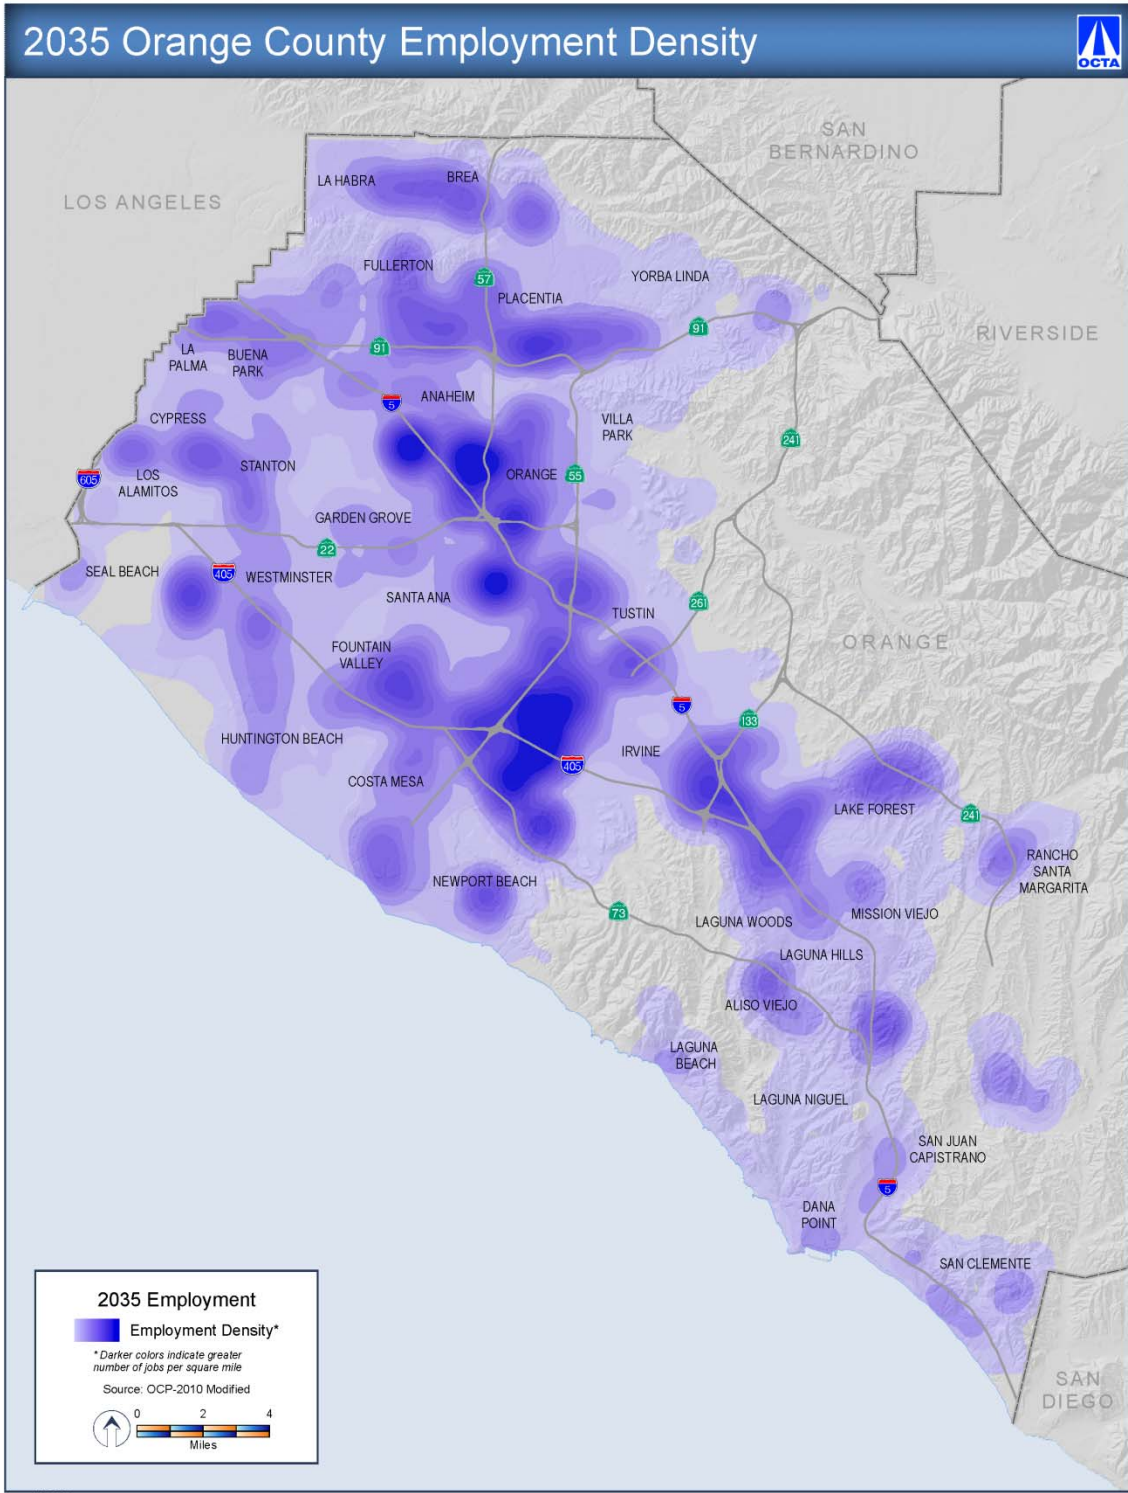 2035 Orange County Employment Density
OCTA
SAN
BERNARDINO
LOS ANGELES
LA HABRA
BREA
FULLERTON
57
YORBA LINDA
PLACENTIA
91
RIVERSIDE
LA
PALMA
BUENA
PARK
91
ANAHEIM
5
CYPRESS
VILLA
PARK
241
STANTON
ORANGE
55
605
LOS
ALAMITOS
GARDEN GROVE
22
SEAL BEACH
405
WESTMINSTER
SANTA ANA
TUSTIN
261
ORANGE
FOUNTAIN
VALLEY
5
133
HUNTINGTON BEACH
IRVINE
405
COSTA MESA
LAKE FOREST
241
RANCHO
SANTA
MARGARITA
NEWPORT BEACH
73
LAGUNA WOODS
MISSION VIEJO
LAGUNA HILLS
ALISO VIEJO
LAGUNA
BEACH
LAGUNA NIGUEL
SAN JUAN
CAPISTRANO
5
DANA
POINT
SAN CLEMENTE
SAN
DIEGO
2035 Employment
Employment Density*
* Darker colors indicate greater
number of jobs per square mile
Source: OCP-2010 Modified
0 2 4
Miles